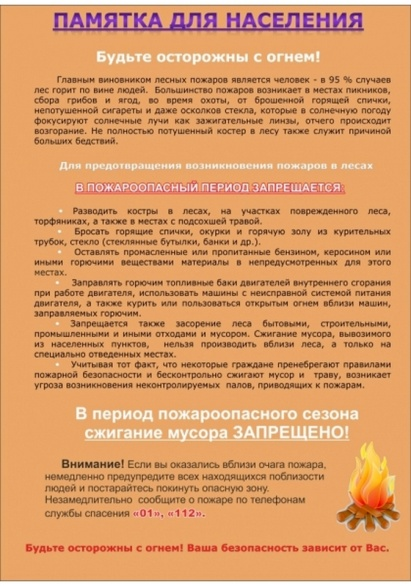 ПАМЯТКА ДЛЯ НАСЕЛЕНИЯ
Будьте осторожны с огнем!
Главным виновником лесных пожаров является человек - в 95 % случаев
лес горит по вине людей. Большинство пожаров возникает в местах пикников,
сбора грибов и ягод, во время охоты, от брошенной горящей спички,
непотушенной сигареты и даже осколков стекла, которые в солнечную погоду
фокусируют солнечные лучи как зажигательные линзы, отчего происходит
возгорание. Не полностью потушенный костер в лесу также служит причиной
больших бедствий.
Для предотвращения возникновения пожаров в лесах
В ПОЖАРООПАСНЫЙ ПЕРИОД ЗАПРЕЩАЕТСЯ:
• Разводить костры в лесах, на участках поврежденного леса,
торфяниках, а также в местах с подсохшей травой.
• Бросать горящие спички, окурки и горячую золу из курительных
трубок, стекло (стеклянные бутылки, банки и др.).
• Оставлять промасленные или пропитанные бензином, керосином или
иными горючими веществами материалы в непредусмотренных для этого
местах.
• Заправлять горючим топливные баки двигателей внутреннего сгорания
при работе двигателя, использовать машины с неисправной системой питания
двигателя, а также курить или пользоваться открытым огнем вблизи машин,
заправляемых горючим.
• Запрещается также засорение леса бытовыми, строительными,
промышленными и иными отходами и мусором. Сжигание мусора, вывозимого
из населенных пунктов, нельзя производить вблизи леса, а только на
специально отведенных местах.
• Учитывая тот факт, что некоторые граждане пренебрегают правилами
пожарной безопасности и бесконтрольно сжигают мусор и траву, возникает
угроза возникновения неконтролируемых палов, приводящих к пожарам.
В период пожароопасного сезона
сжигание мусора ЗАПРЕЩЕНО!
Внимание! Если вы оказались вблизи очага пожара,
немедленно предупредите всех находящихся поблизости
людей и постарайтесь покинуть опасную зону.
Незамедлительно сообщите о пожаре по телефонам
службы спасения «01», «112».
Будьте осторожны с огнем! Ваша безопасность зависит от Вас.